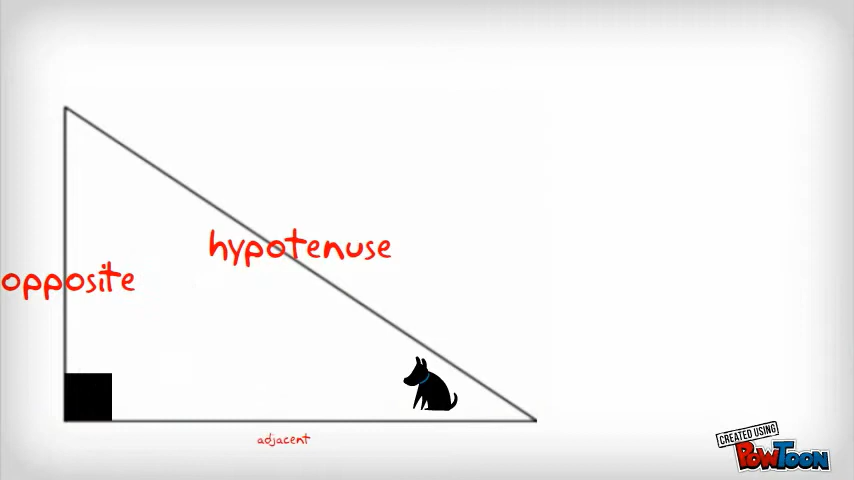 hypotenuse
opposite
adjacent
CREATED USING
POWTOON